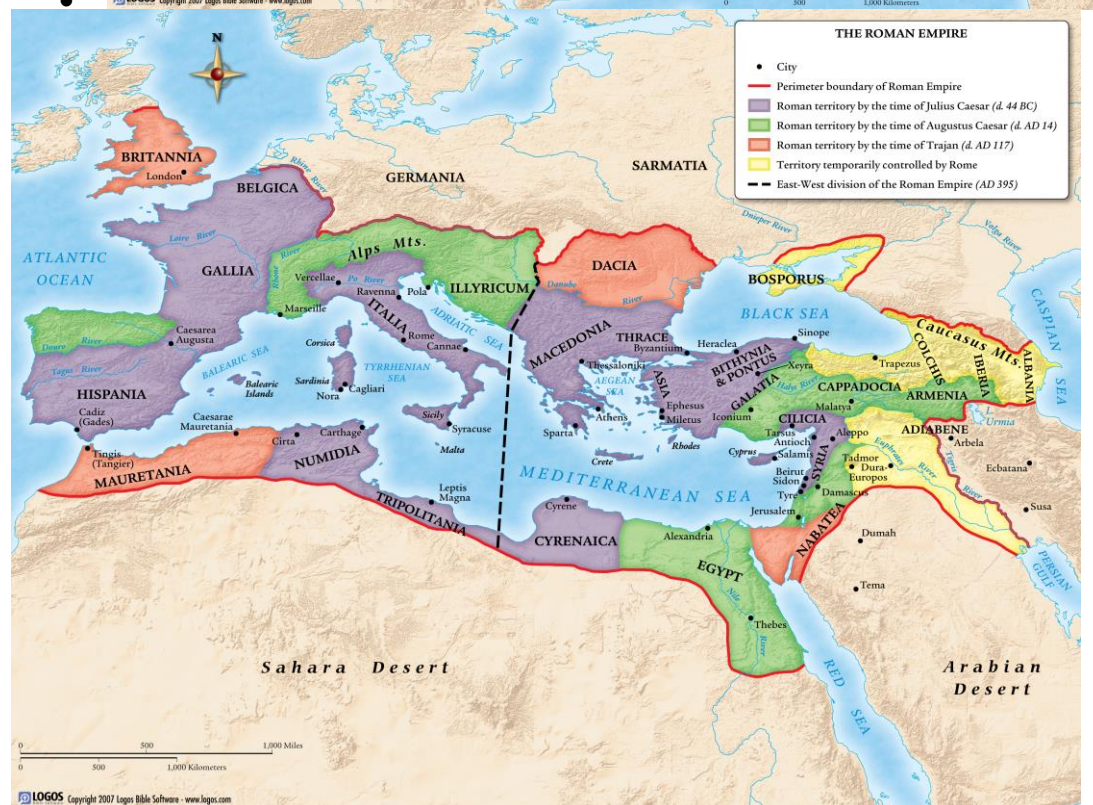 LOGOS Copyright 2007 Logos Bible Software - www.logos.com
0 500 1,000 Kilometers
N
THE ROMAN EMPIRE
City
Perimeter boundary of Roman Empire
Roman territory by the time of Julius Caesar (d. 44 BC)
Roman territory by the time of Augustus Caesar (d. AD 14)
Roman territory by the time of Trajan (d. AD 117)
Territory temporarily controlled by Rome
East-West division of the Roman Empire (AD 395)
BRITANNIA
London
BELGICA
Rhine River
GERMANIA
SARMATIA
Dnieper River
Volga River
ATLANTIC
OCEAN
Loire River
GALLIA
Rhone River
River
Alps Mts.
Vercellae
Po River
Ravenna
Pola
ILLYRICUM
DACIA
Danube
River
BOSPORUS
BLACK SEA
CASPIAN
SEA
Marseille
ITALIA
Rome
Cannae
ADRIATIC SEA
Corsica
Sardinia
Cagliari
Nora
TYRRHENIAN
SEA
MACEDONIA
THRACE
Byzantium
Thessaloniki
AEGEAN
SEA
Heraclea
Sinope
BITHYNIA
& PONTUS
Xeyra
Trapezus
Caucasus Mts.
COLCHIS
IBERIA
ALBANIA
Douro River
Caesarea
Augusta
Tagus River
BALEARIC SEA
Balearic
Islands
HISPANIA
Cadiz
(Gades)
Tingis
(Tangier)
Caesarae
Mauretania
MAURETANIA
Cirta
Carthage
NUMIDIA
Sicily
Syracuse
Malta
Sparta
Athens
ASIA
Ephesus
Miletus
GALATIA
Halys River
Iconium
CAPPADOCIA
Malatya
ARMENIA
CILICIA
Tarsus
Antioch
Aleppo
Salamis
Cyprus
Rhodes
Crete
SYRIA
Beirut
Sidon
Tyre
Damascus
Jerusalem
Tadmor
Dura-
Europos
Euphrates
River
ADIABENE
Arbela
L.
Urmia
Tigris
River
Ecbatana
Susa
PERSIAN
GULF
MEDITERRANEAN SEA
Leptis
Magna
TRIPOLITANIA
Cyrene
CYRENAICA
Alexandria
EGYPT
Nile
River
Thebes
NABATEA
Dumah
Tema
RED
SEA
Sahara Desert
Arabian
Desert
0 500 1,000 Miles
0 500 1,000 Kilometers
LOGOS Copyright 2007 Logos Bible Software - www.logos.com